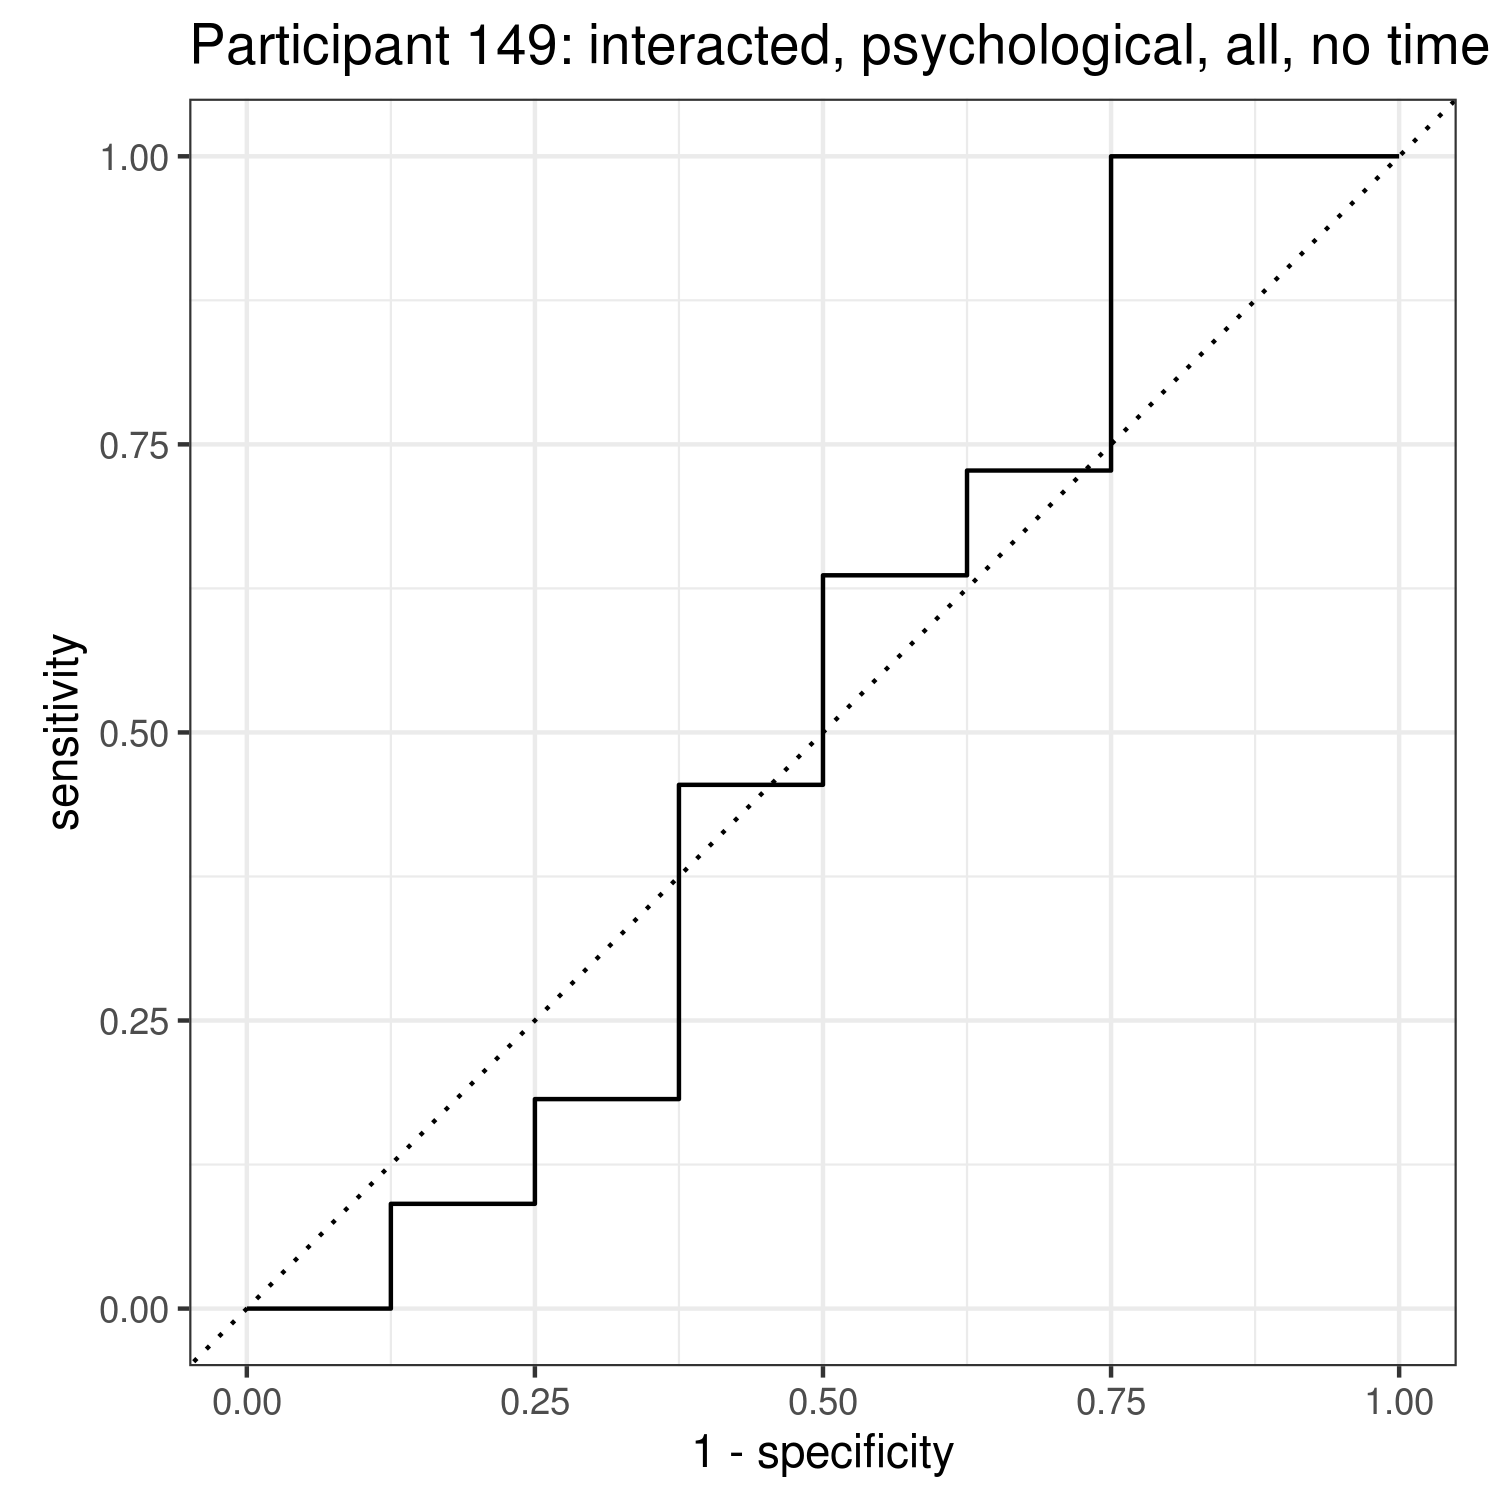 Participant 149: interacted, psychological, all, no time
1.00
0.75
0.50
0.25
0.00
sensitivity
0.00 0.25 0.50 0.75 1.00
1 - specificity